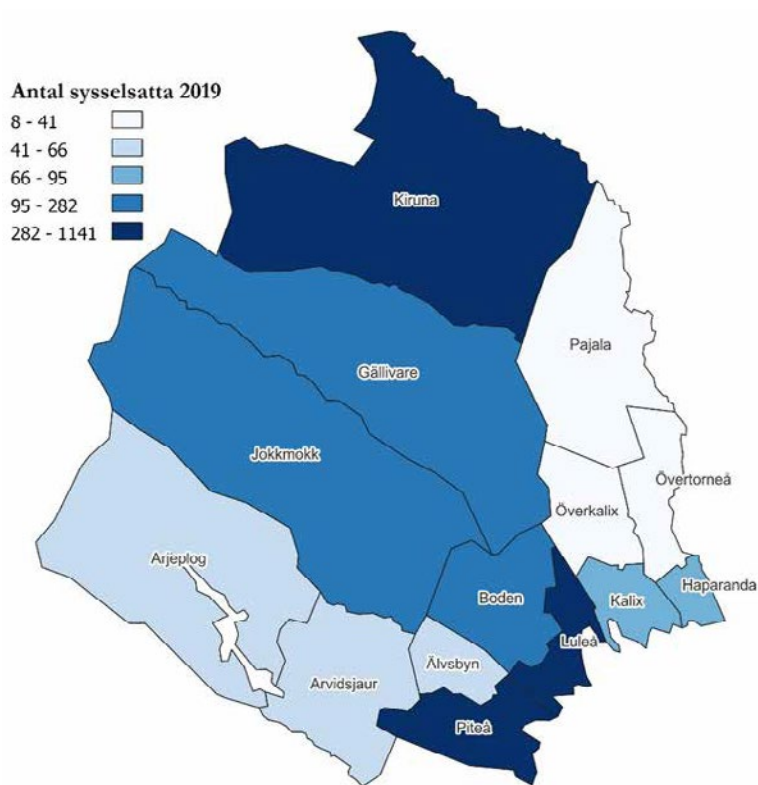 Antal sysselsatta 2019
8 - 41
41 - 66
66 - 95
95 - 282
282 - 1141
Kiruna
Pajala
Gällivare
Jokkmokk
Övertorneå
Överkalix
Arjeplog
Haparanda
Boden
Kalix
Luleå
Älvsbyn
Arvidsjaur
Piteå